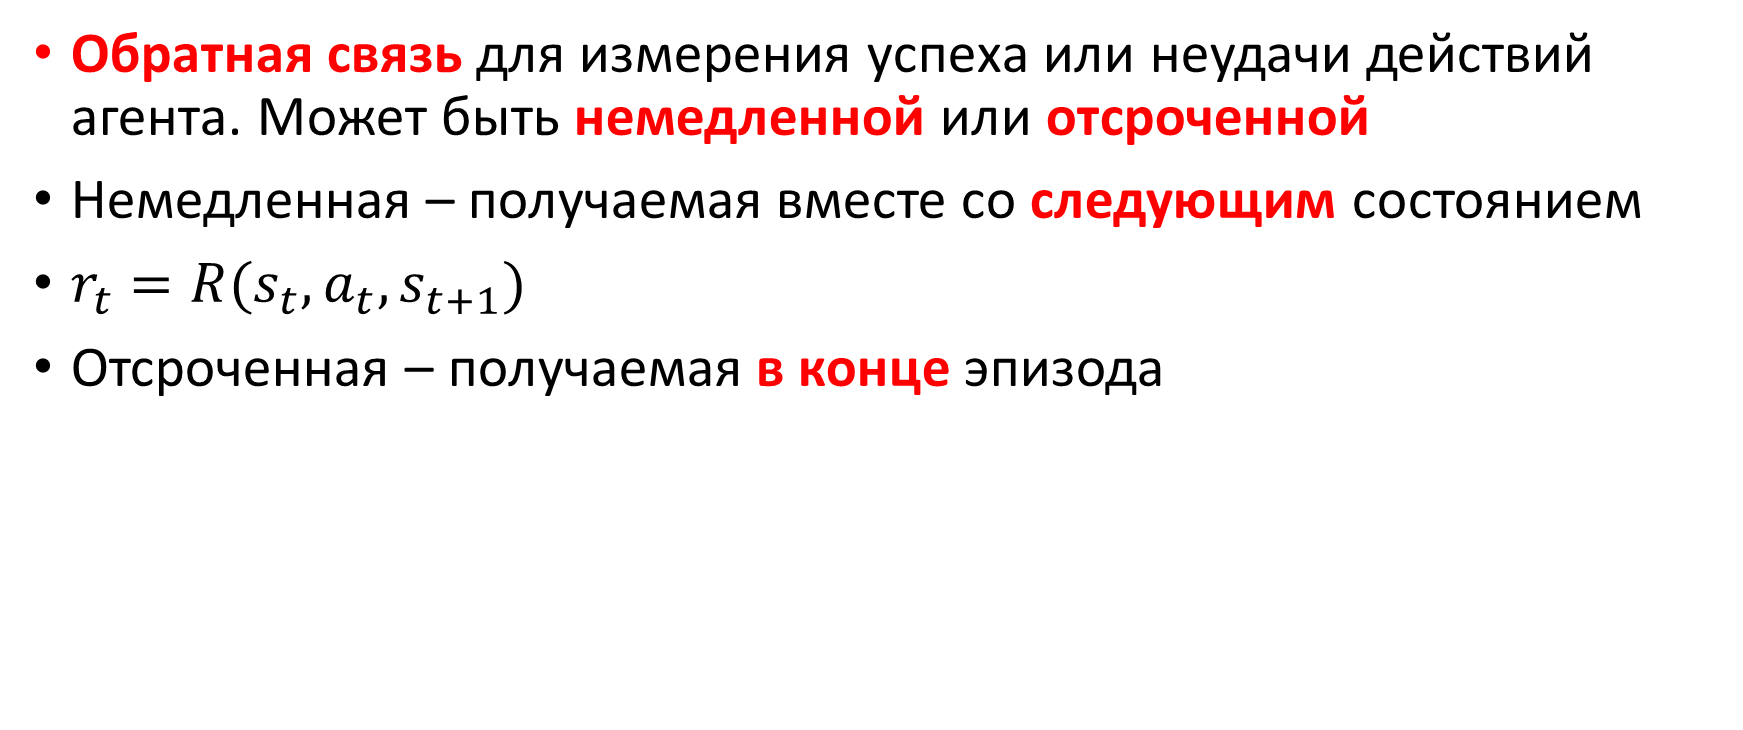 • Обратная связь для измерения успеха или неудачи действий
агента. Может быть немедленной или отсроченной
• Немедленная – получаемая вместе со следующим состоянием
• r_t = R(s_t, a_t, s_{t+1})
• Отсроченная – получаемая в конце эпизода